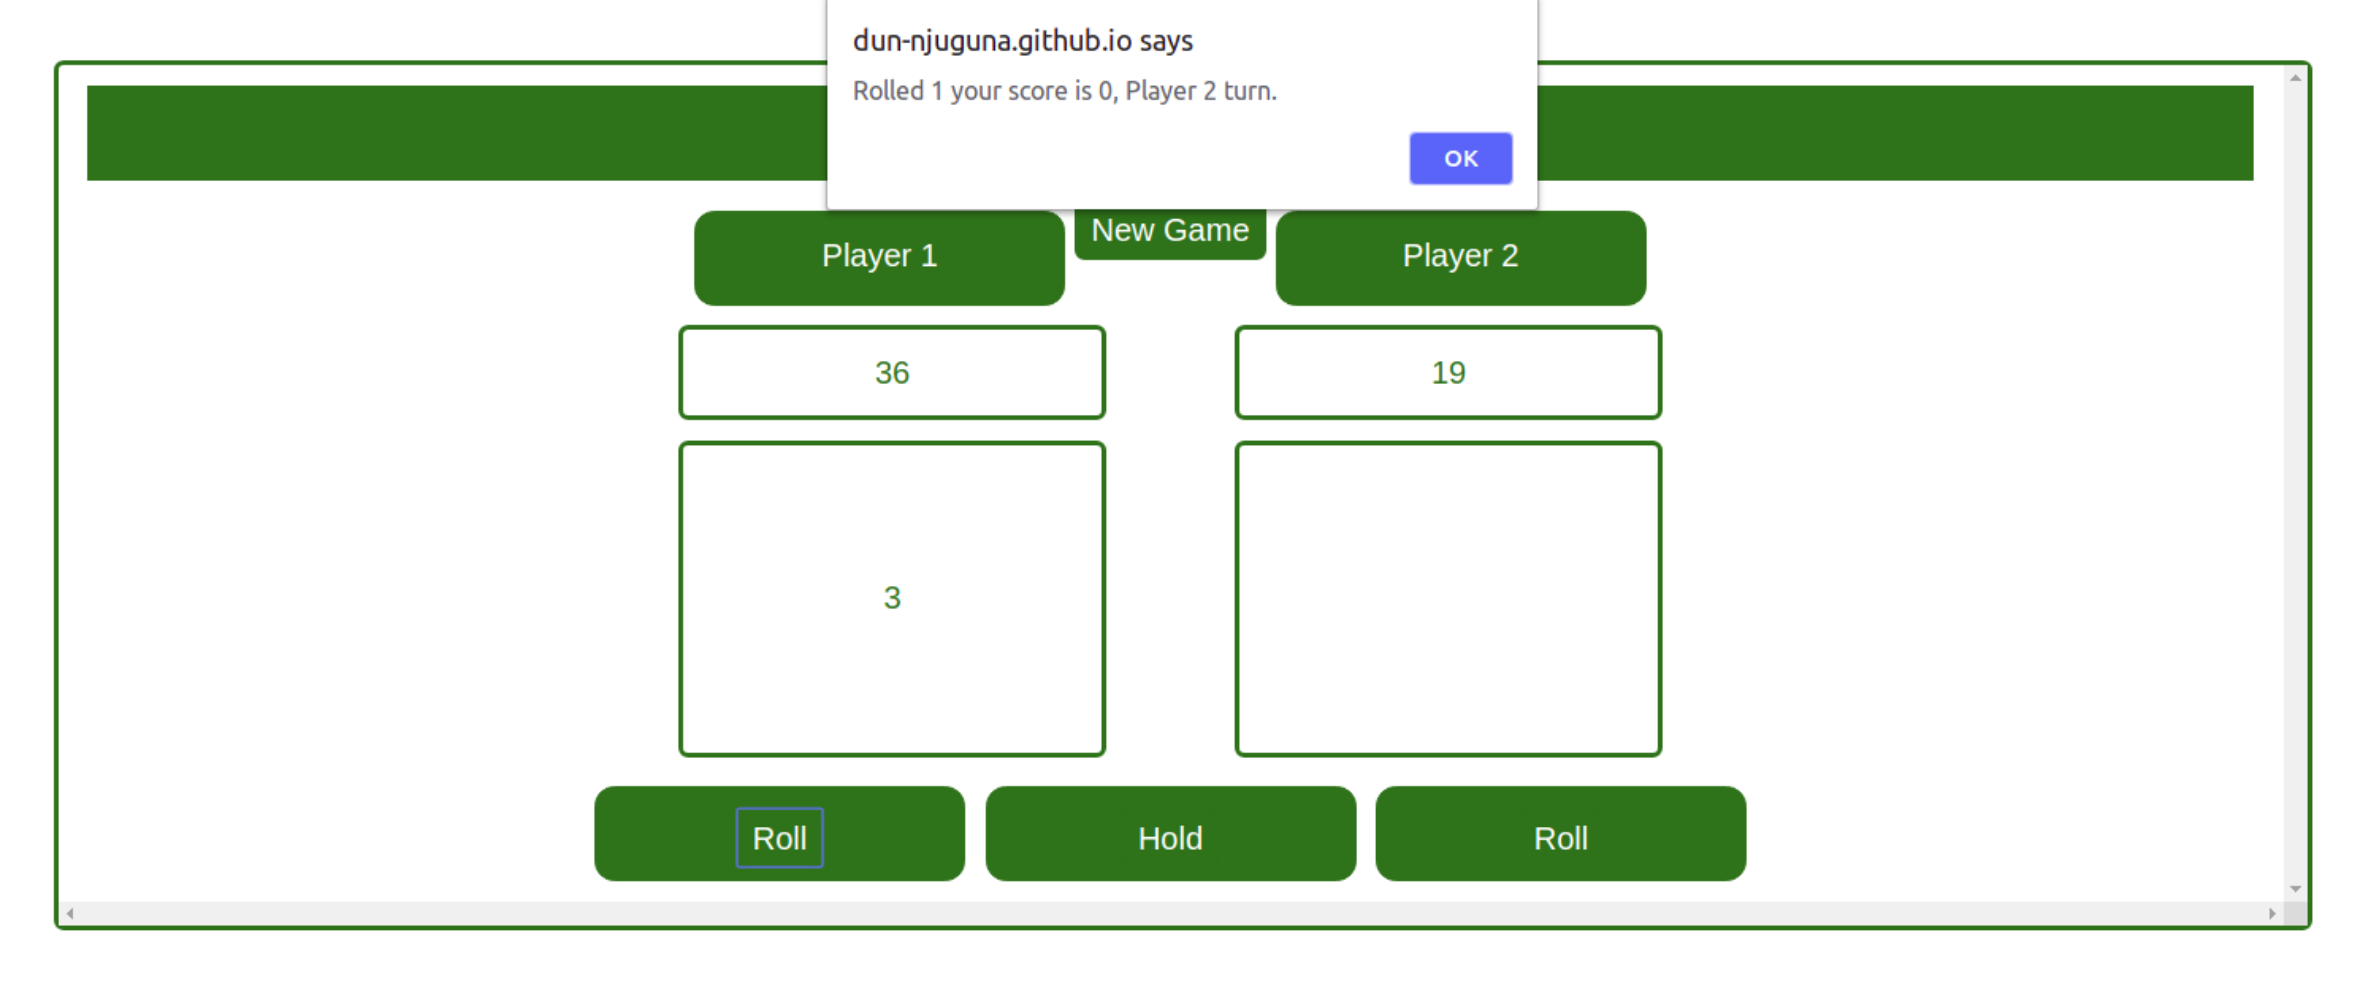 dun-njuguna.github.io says
Rolled 1 your score is 0, Player 2 turn.
OK
New Game
Player 1
Player 2
36
19
3
Roll
Hold
Roll